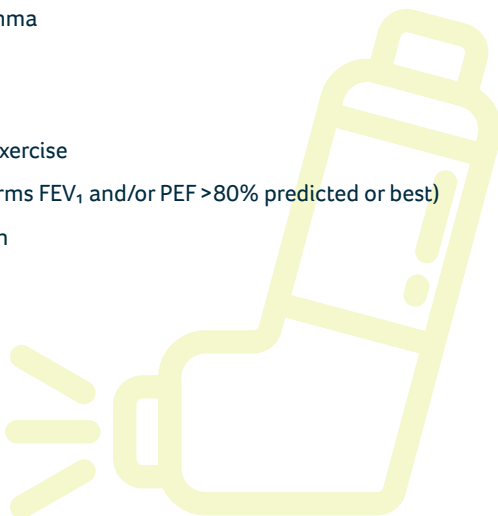 nma
xercise
rms FEV₁ and/or PEF >80% predicted or best)
n